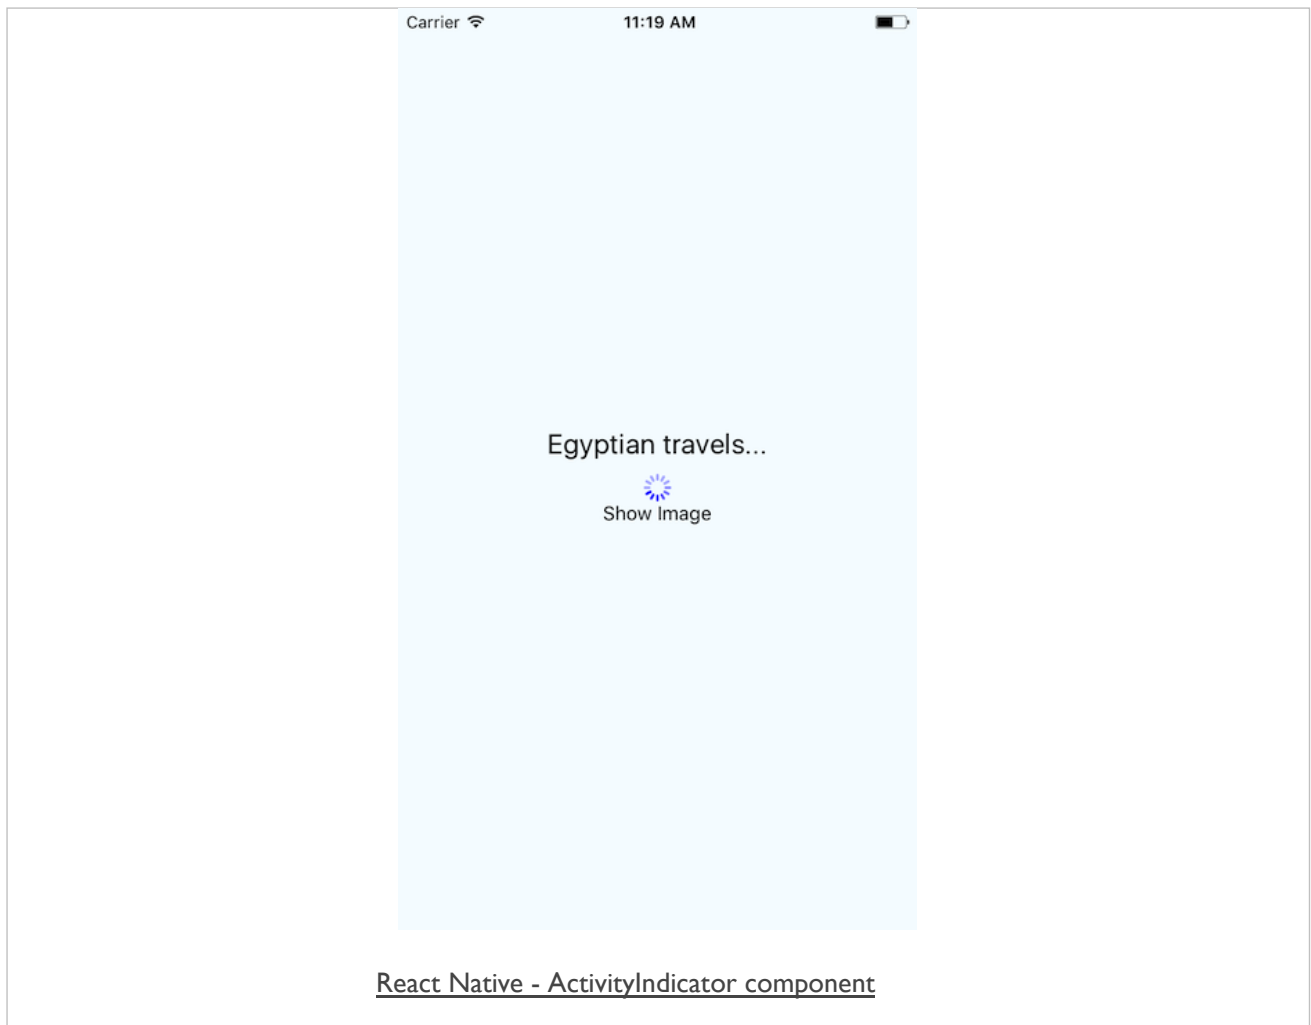 Carrier 11:19 AM
Egyptian travels...
Show Image
React Native - ActivityIndicator component